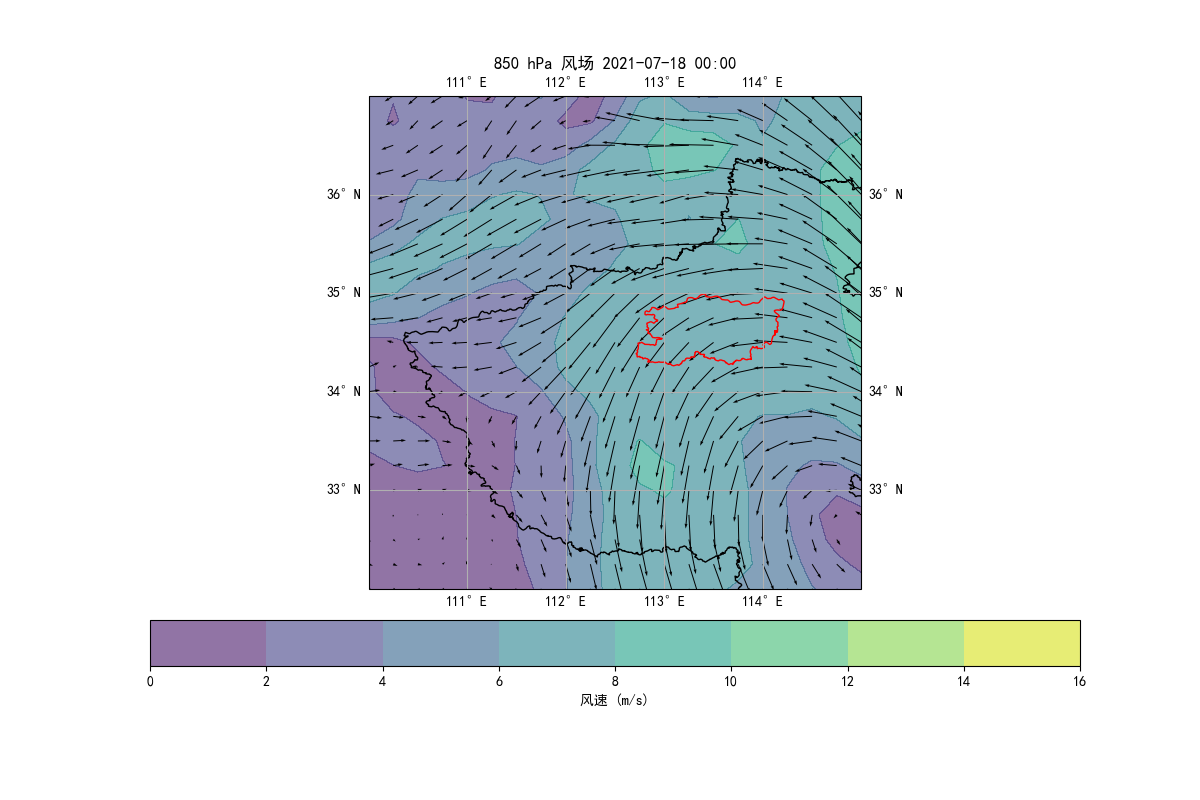 850 hPa 风场 2021-07-18 00:00
111° E 112° E 113° E 114° E
36° N 36° N
35° N 35° N
34° N 34° N
33° N 33° N
111° E 112° E 113° E 114° E
0 2 4 6 8 10 12 14 16
风速 (m/s)